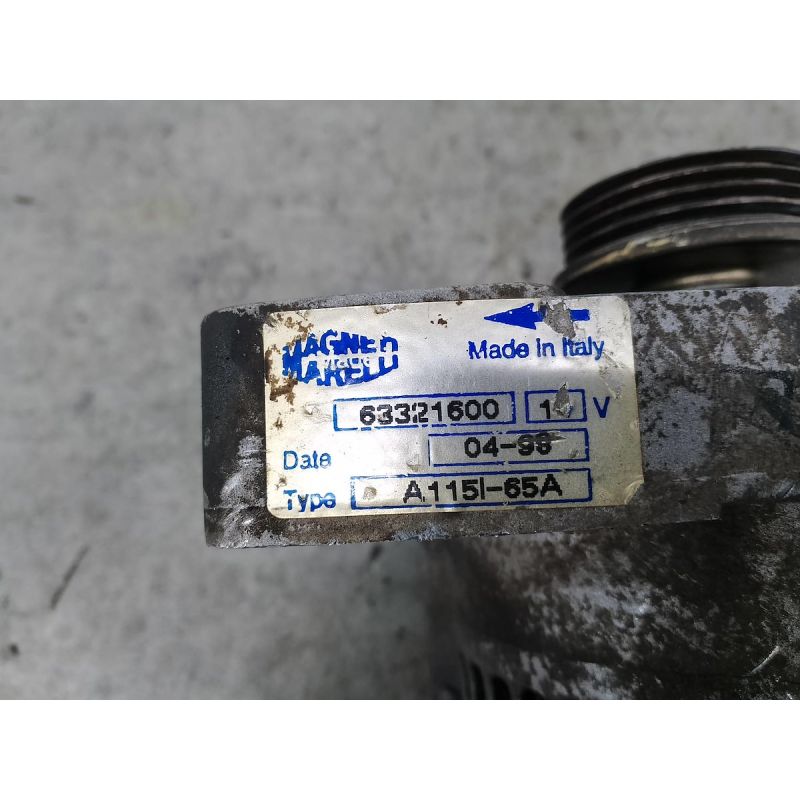 MAGNETI
MARELLI
Made in Italy
63321600 V
Date 04-98
Type A115I-65A